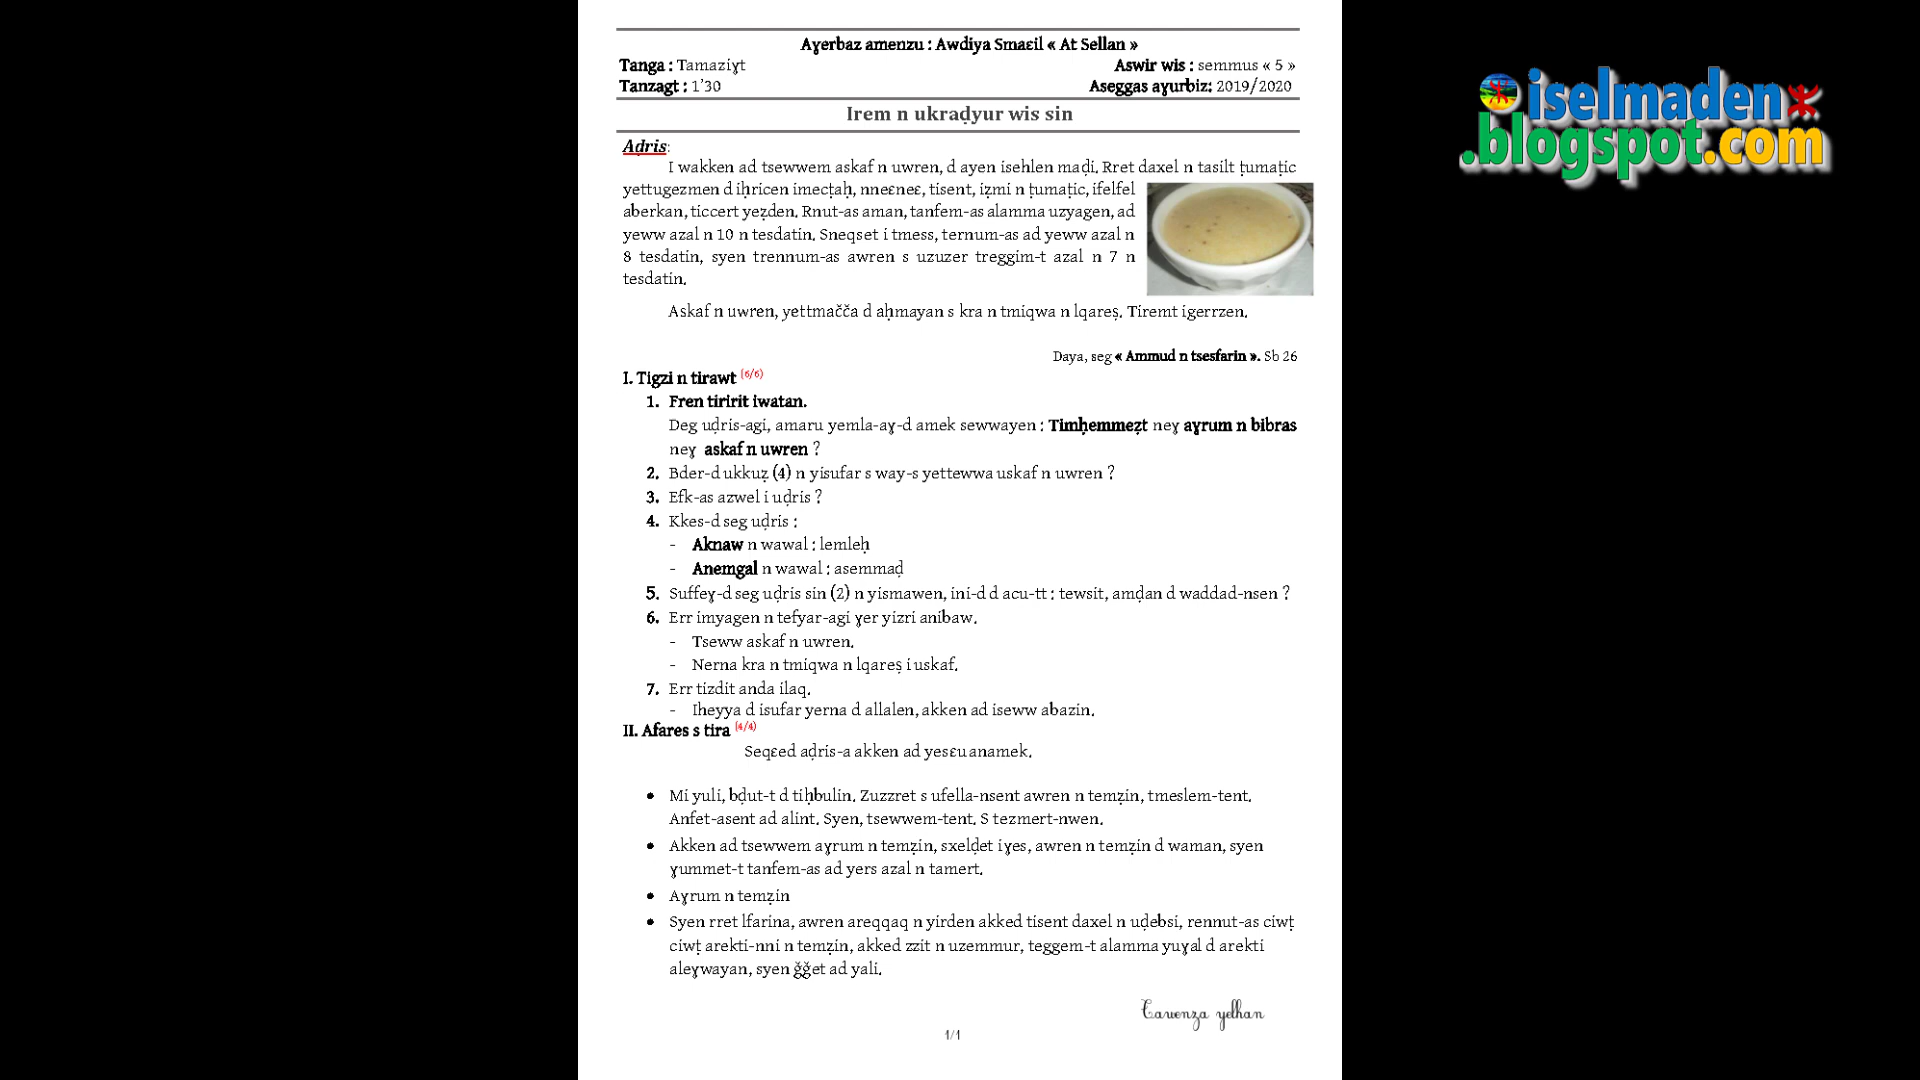 Aɣerbaz amenzu : Awdiya Smaɛil « At Sellan »
Tanga : Tamaziɣt Aswir wis : semmus « 5 »
Tanzagt : 1’30 Aseggas aɣurbiz: 2019/2020
Irem n ukraḍyur wis sin
Aḍris:
I wakken ad tsewwem askaf n uwren, d ayen isehlen maḍi. Rret daxel n tasilt ṭumaṭic
yettugezmen d iḥricen imecṭaḥ, nneɛneɛ, tisent, iẓmi n ṭumaṭic, ifelfel
aberkan, ticcert yeẓden. Rnut-as aman, tanfem-as alamma uzyagen, ad
yeww azal n 10 n tesdatin. Sneqset i tmess, ternum-as ad yeww azal n
8 tesdatin, syen trennum-as awren s uzuzer treggim-t azal n 7 n
tesdatin.
Askaf n uwren, yettmačča d aḥmayan s kra n tmiqwa n lqareṣ. Tiremt igerrzen.
Daya, seg « Ammud n tsesfarin ». Sb 26
I. Tigzi n tirawt (6/6)
1. Fren tiririt iwatan.
Deg uḍris-agi, amaru yemla-aɣ-d amek sewwayen : Timḥemmeẓt neɣ aɣrum n bibras
neɣ askaf n uwren ?
2. Bder-d ukkuẓ (4) n yisufar s way-s yettewwa uskaf n uwren ?
3. Efk-as azwel i uḍris ?
4. Kkes-d seg uḍris :
- Aknaw n wawal : lemleḥ
- Anemgal n wawal : asemmaḍ
5. Suffeɣ-d seg uḍris sin (2) n yismawen, ini-d d acu-tt : tewsit, amḍan d waddad-nsen ?
6. Err imyagen n tefyar-agi ɣer yizri anibaw.
- Tseww askaf n uwren.
- Nerna kra n tmiqwa n lqareṣ i uskaf.
7. Err tizdit anda ilaq.
- Iheyya d isufar yerna d allalen, akken ad iseww abazin.
II. Afares s tira (4/4)
Seqɛed aḍris-a akken ad yesɛu anamek.
• Mi yuli, bḍut-t d tiḥbulin. Zuzzret s ufella-nsent awren n temẓin, tmeslem-tent.
Anfet-asent ad alint. Syen, tsewwem-tent. S tezmert-nwen.
• Akken ad tsewwem aɣrum n temẓin, sxelḍet iɣes, awren n temẓin d waman, syen
ɣummet-t tanfem-as ad yers azal n tamert.
• Aɣrum n temẓin
• Syen rret lfarina, awren areqqaq n yirden akked tisent daxel n uḍebsi, rennut-as ciwṭ
ciwṭ arekti-nni n temẓin, akked zzit n uzemmur, teggem-t alamma yuɣal d arekti
aleɣwayan, syen ǧǧet ad yali.
Tawenza yelhan
1/1
iselmaden
.blogspot.com